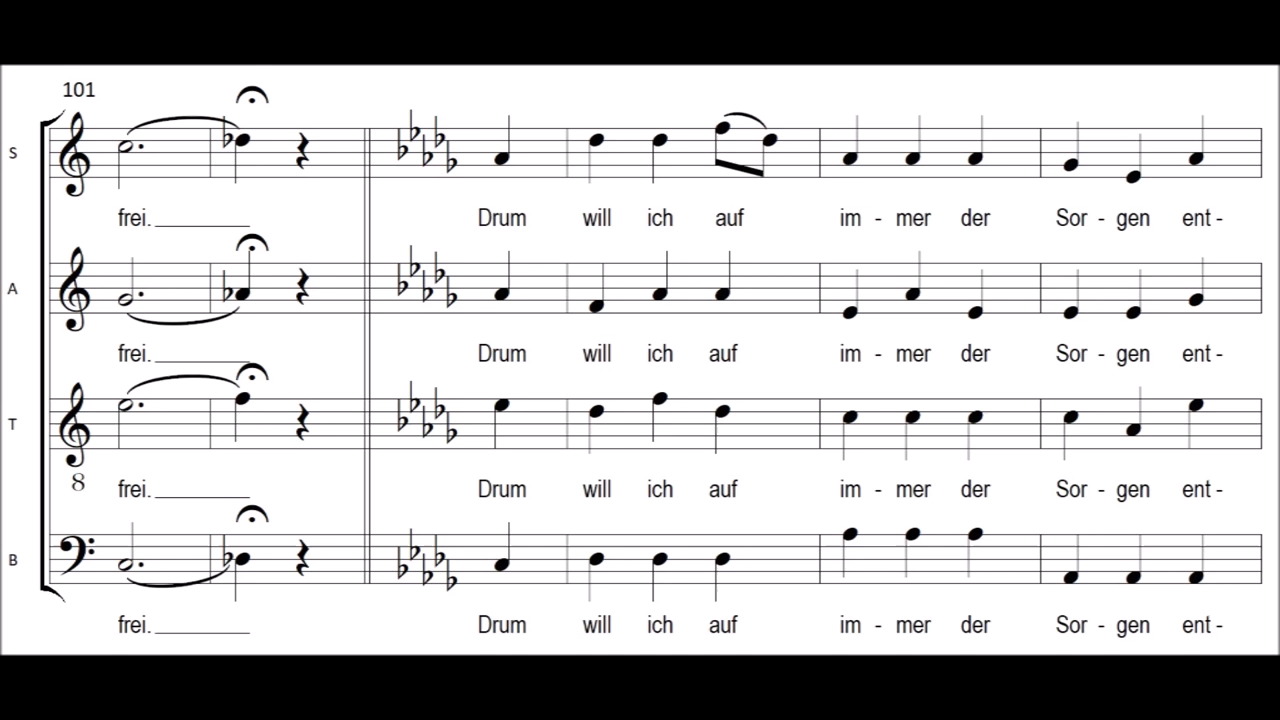 101
S
frei. Drum will ich auf im - mer der Sor - gen ent -
A
frei. Drum will ich auf im - mer der Sor - gen ent -
T
8
frei. Drum will ich auf im - mer der Sor - gen ent -
B
frei. Drum will ich auf im - mer der Sor - gen ent -